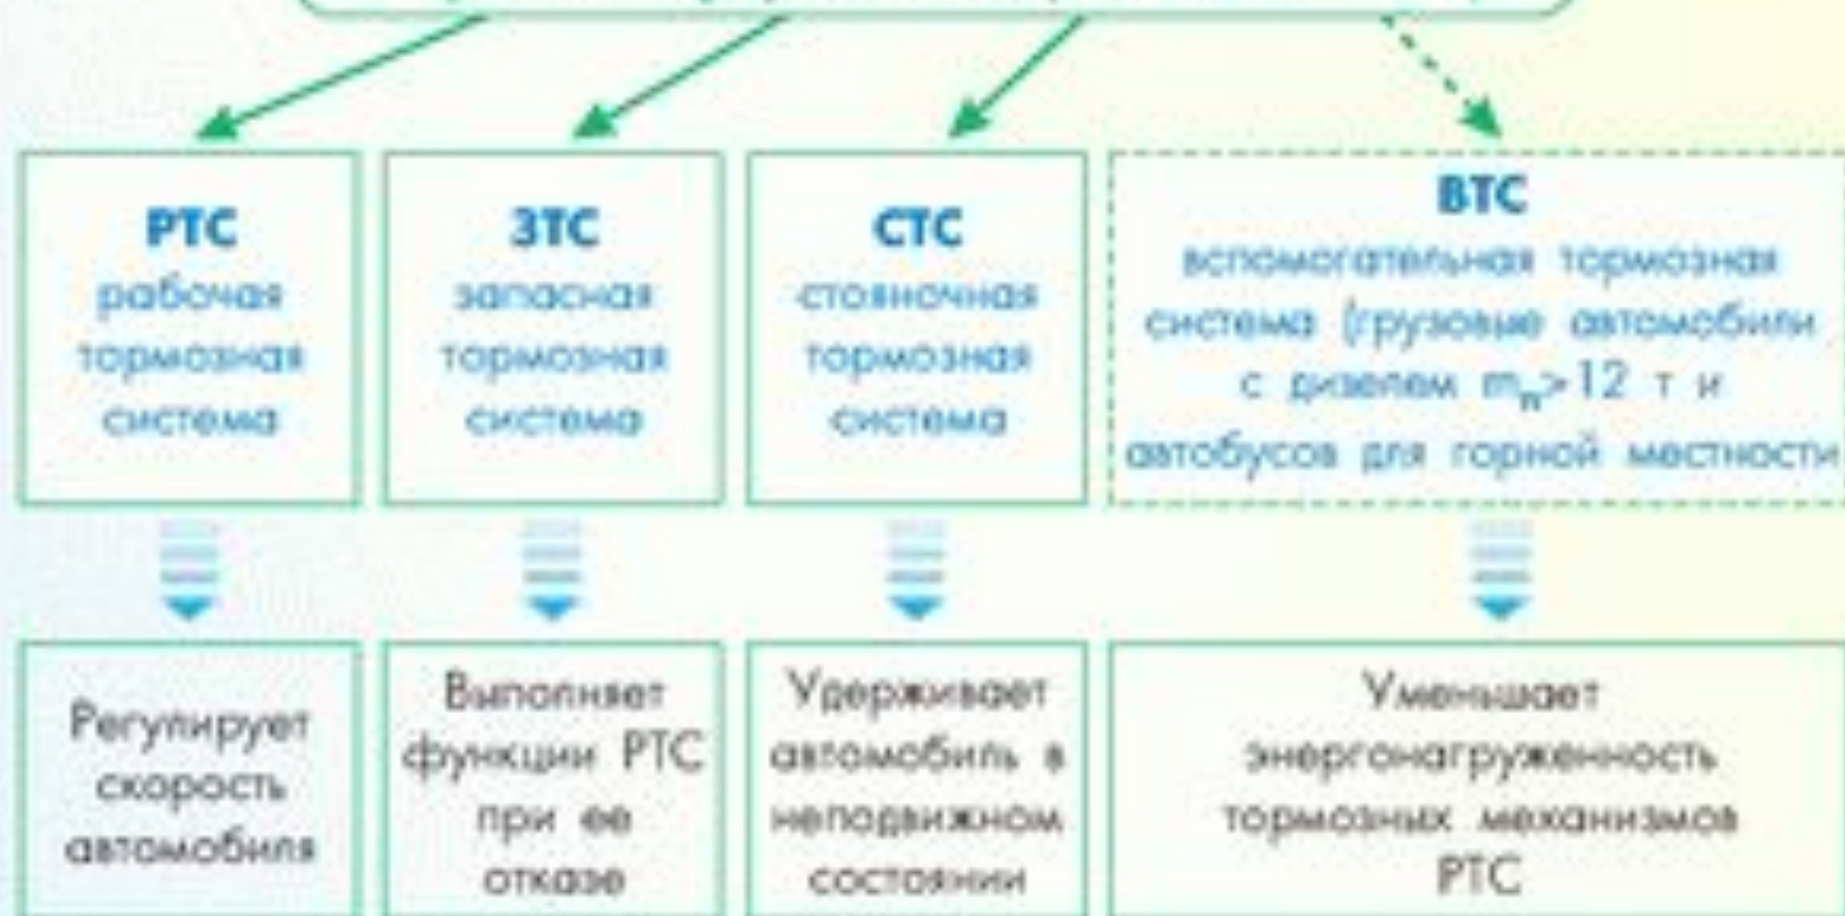 РТС
рабочая
тормозная
система
ЗТС
запасная
тормозная
система
СТС
стояночная
тормозная
система
ВТС
вспомогательная тормозная
система (грузовые автомобили
с дизелем mп>12 т и
автобусов для горной местности
Регулирует
скорость
автомобиля
Выполняет
функции РТС
при ее
отказе
Удерживает
автомобиль в
неподвижном
состоянии
Уменьшает
энергонагруженность
тормозных механизмов
РТС